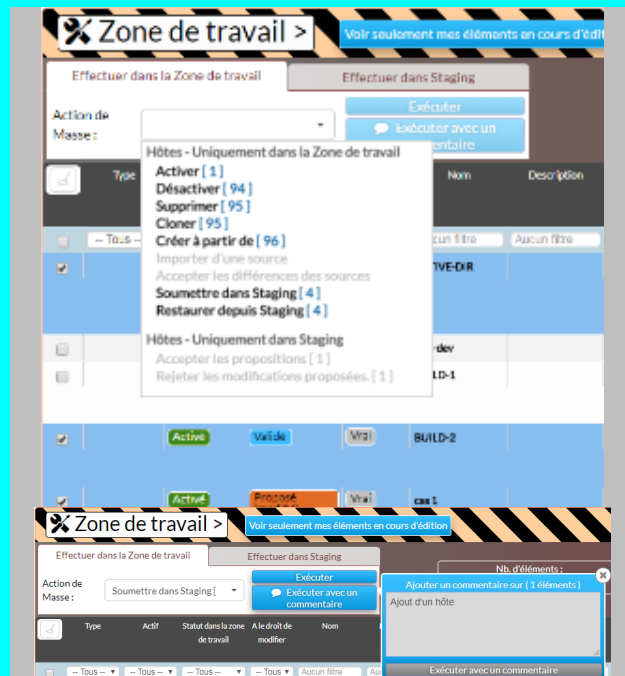 Zone de travail >
Voir seulement mes éléments en cours d'édit
Effectuer dans la Zone de travail
Effectuer dans Staging
Action de
Masse :
Exécuter
Exécuter avec un
commentaire
Hôtes - Uniquement dans la Zone de travail
Activer [ 1 ]
Désactiver [ 94 ]
Supprimer [ 95 ]
Cloner [ 95 ]
Créer à partir de [ 96 ]
Importer d'une source
Accepter les différences des sources
Soumettre dans Staging [ 4 ]
Restaurer depuis Staging [ 4 ]
Hôtes - Uniquement dans Staging
Accepter les propositions [ 1 ]
Rejeter les modifications proposées. [ 1 ]
Type
Nom
Description
-- Tous --
cun filtre
Aucun filtre
TIVE-DIR
-dev
LD-1
Activé
Valide
Vrai
BUILD-2
Activé
Proposé
Vrai
Zone de travail >
Voir seulement mes éléments en cours d'édition
Effectuer dans la Zone de travail
Effectuer dans Staging
Nb. d'éléments :
Action de
Masse :
Soumettre dans Staging [
Exécuter
Exécuter avec un
commentaire
Ajouter un commentaire sur ( 1 éléments )
Ajout d'un hôte
Exécuter avec un commentaire
Type
Actif
Statut dans la zone
de travail
A le droit de
modifier
Nom
-- Tous --
-- Tous --
-- Tous --
-- Tous
Aucun filtre
Au